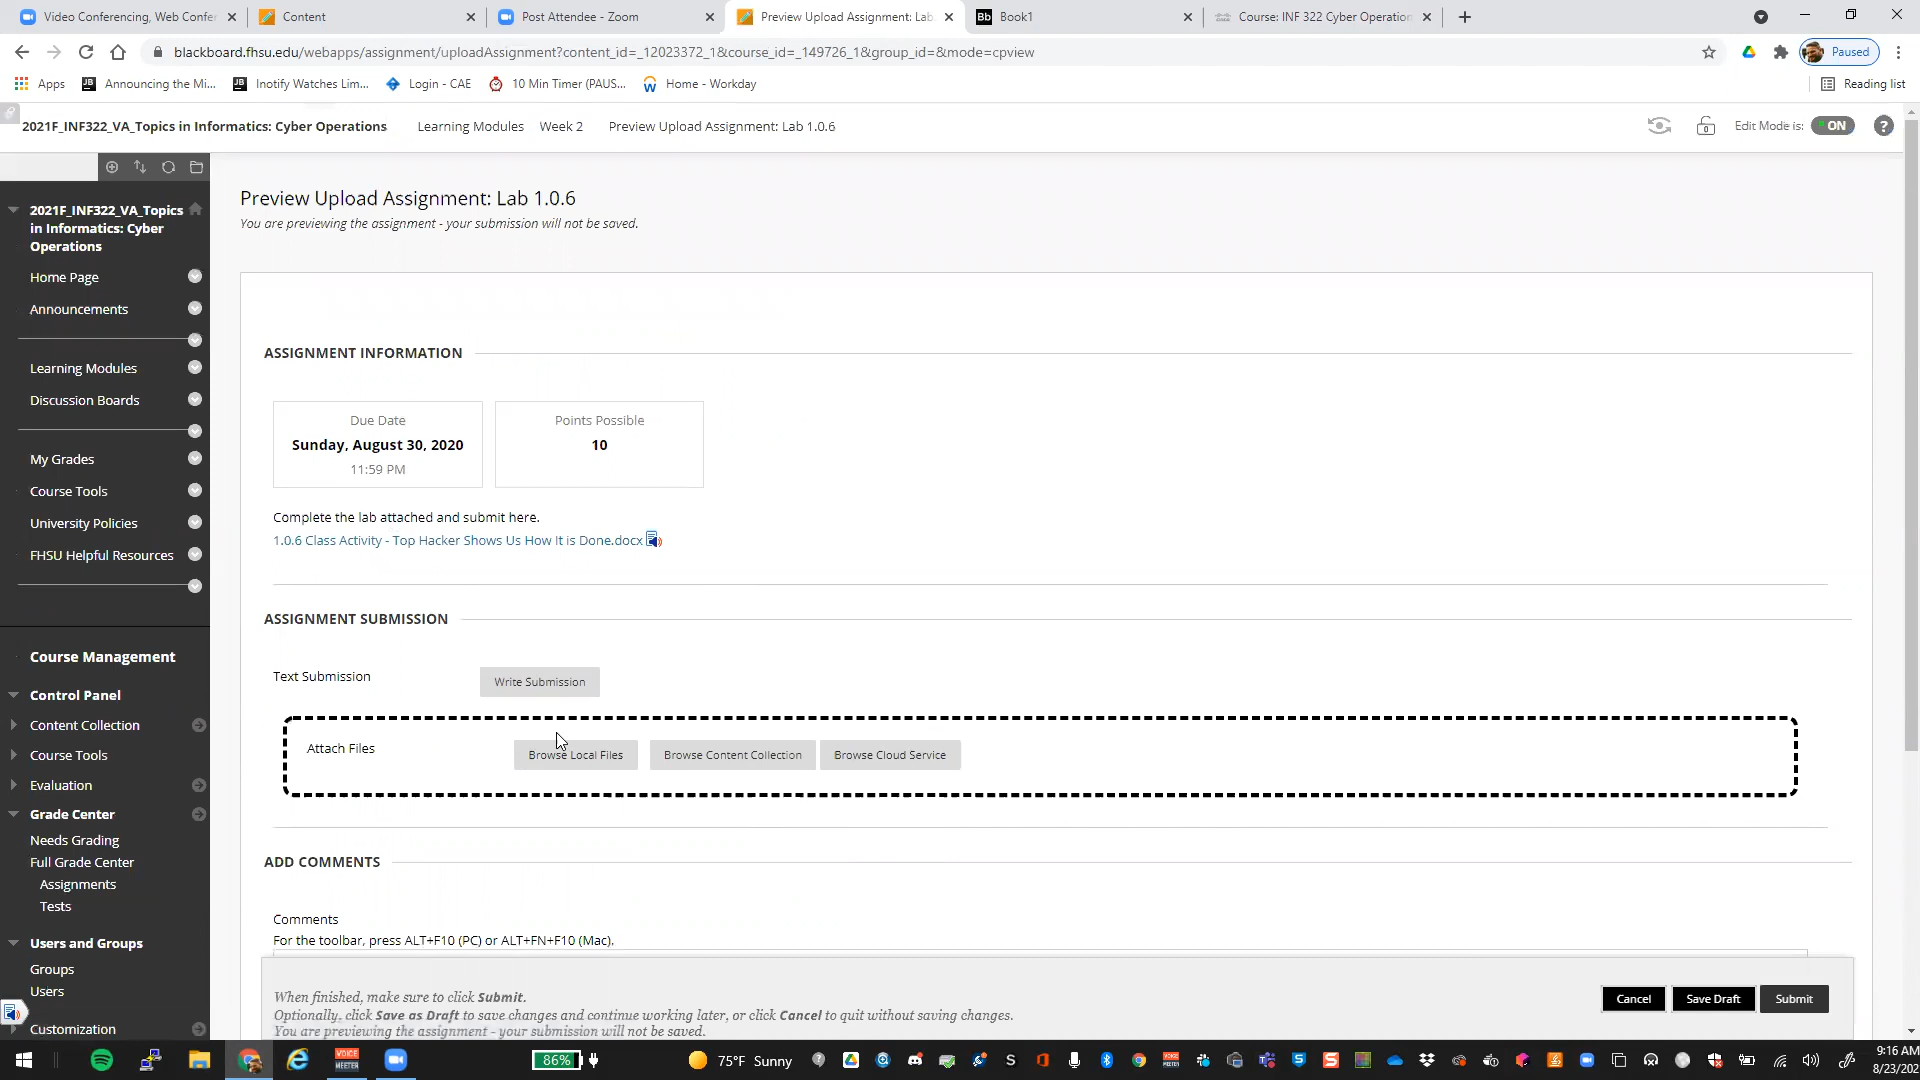 Video Conferencing, Web Confer
Content
Post Attendee - Zoom
Preview Upload Assignment: Lab
Bb Book1
Course: INF 322 Cyber Operation
blackboard.fhsu.edu/webapps/assignment/uploadAssignment?content_id=_12023372_1&course_id=_149726_1&group_id=&mode=cpview
Paused
Apps
Announcing the Mi...
Inotify Watches Lim...
Login - CAE
10 Min Timer (PAUS...
Home - Workday
Reading list
2021F_INF322_VA_Topics in Informatics: Cyber Operations
Learning Modules
Week 2
Preview Upload Assignment: Lab 1.0.6
Edit Mode is:
ON
?
2021F_INF322_VA_Topics
in Informatics: Cyber
Operations
Home Page
Announcements
Learning Modules
Discussion Boards
My Grades
Course Tools
University Policies
FHSU Helpful Resources
Course Management
Control Panel
Content Collection
Course Tools
Evaluation
Grade Center
Needs Grading
Full Grade Center
Assignments
Tests
Users and Groups
Groups
Users
Customization
Preview Upload Assignment: Lab 1.0.6
You are previewing the assignment - your submission will not be saved.
ASSIGNMENT INFORMATION
Due Date
Sunday, August 30, 2020
11:59 PM
Points Possible
10
Complete the lab attached and submit here.
1.0.6 Class Activity - Top Hacker Shows Us How It is Done.docx
ASSIGNMENT SUBMISSION
Text Submission
Write Submission
Attach Files
Browse Local Files
Browse Content Collection
Browse Cloud Service
ADD COMMENTS
Comments
For the toolbar, press ALT+F10 (PC) or ALT+FN+F10 (Mac).
When finished, make sure to click Submit.
Optionally, click Save as Draft to save changes and continue working later, or click Cancel to quit without saving changes.
You are previewing the assignment - your submission will not be saved.
Cancel
Save Draft
Submit
VOICE
MEETER
86%
75°F Sunny
9:16 AM
8/23/202